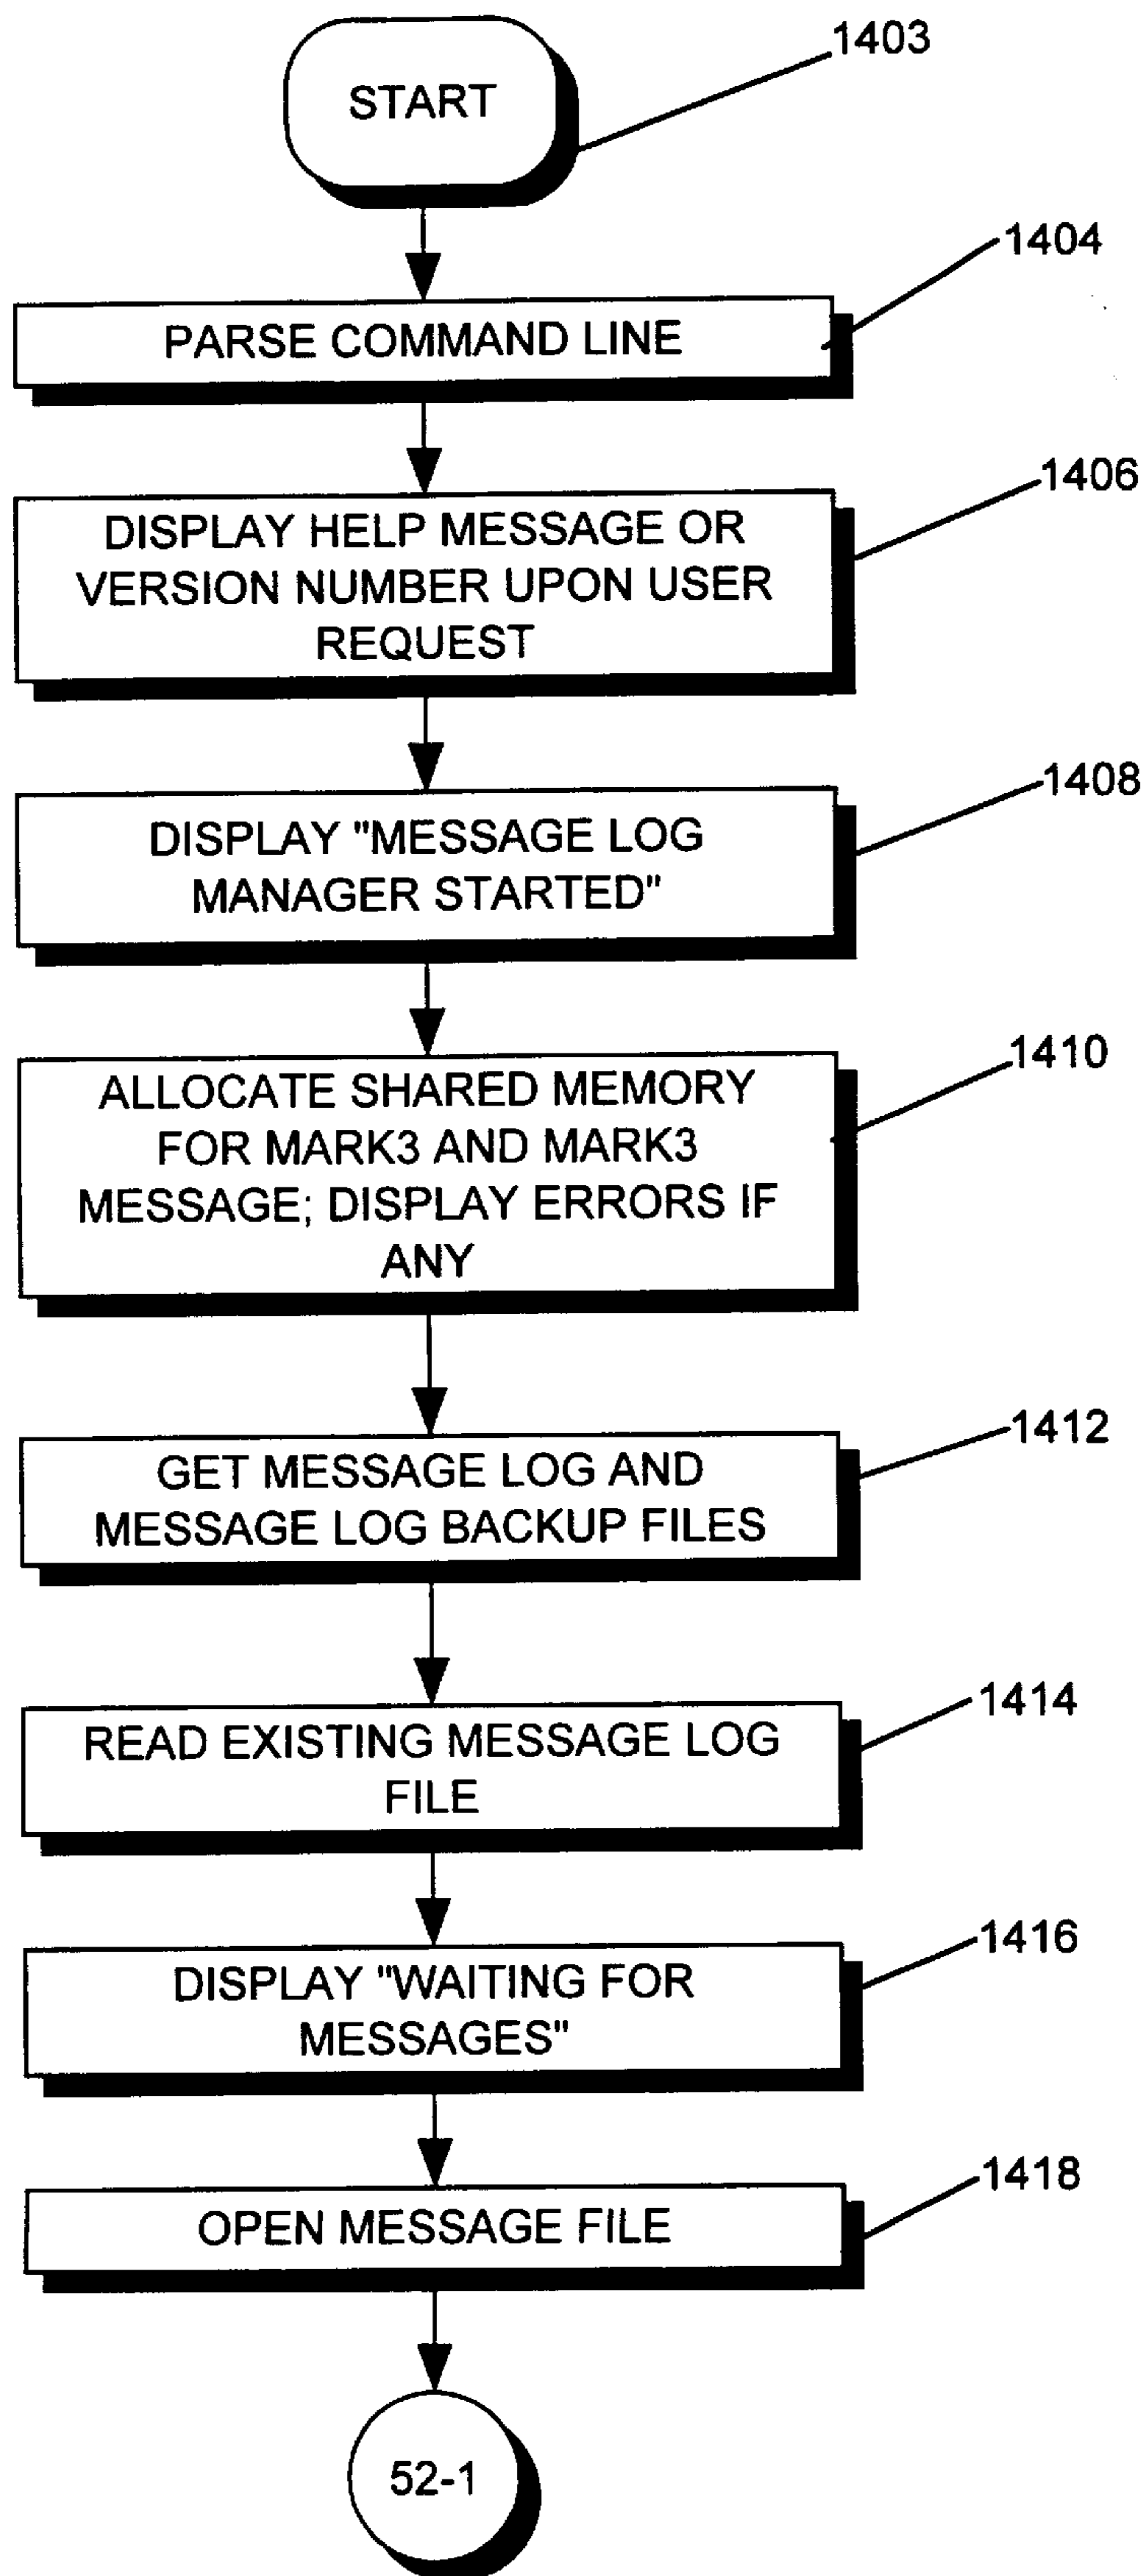 1403
START
1404
PARSE COMMAND LINE
1406
DISPLAY HELP MESSAGE OR
VERSION NUMBER UPON USER
REQUEST
1408
DISPLAY "MESSAGE LOG
MANAGER STARTED"
1410
ALLOCATE SHARED MEMORY
FOR MARK3 AND MARK3
MESSAGE; DISPLAY ERRORS IF
ANY
1412
GET MESSAGE LOG AND
MESSAGE LOG BACKUP FILES
1414
READ EXISTING MESSAGE LOG
FILE
1416
DISPLAY "WAITING FOR
MESSAGES"
1418
OPEN MESSAGE FILE
52-1